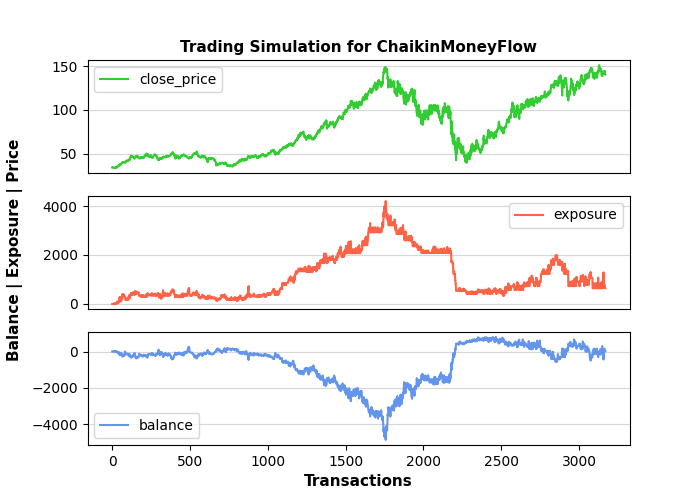 Trading Simulation for ChaikinMoneyFlow
150
100
50
close_price
4000
2000
0
exposure
0
−2000
−4000
balance
0
500
1000
1500
2000
2500
3000
Transactions
Balance | Exposure | Price